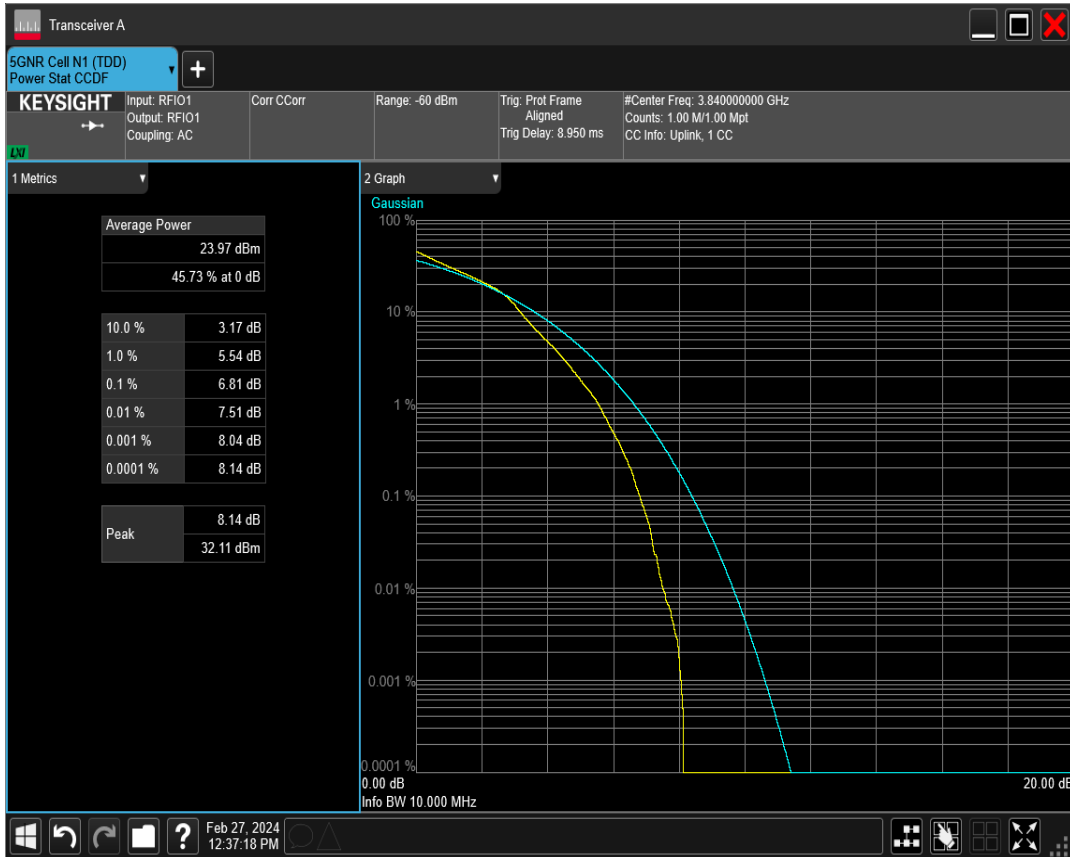 Transceiver A
5GNR Cell N1 (TDD)
Power Stat CCDF
KEYSIGHT
LXI
Input: RFIO1
Output: RFIO1
Coupling: AC
Corr CCorr
Range: -60 dBm
Trig: Prot Frame
Aligned
Trig Delay: 8.950 ms
#Center Freq: 3.840000000 GHz
Counts: 1.00 M/1.00 Mpt
CC Info: Uplink, 1 CC
1 Metrics
Average Power
23.97 dBm
45.73 % at 0 dB
10.0 % 3.17 dB
1.0 % 5.54 dB
0.1 % 6.81 dB
0.01 % 7.51 dB
0.001 % 8.04 dB
0.0001 % 8.14 dB
Peak
8.14 dB
32.11 dBm
2 Graph
Gaussian
100 %
10 %
1 %
0.1 %
0.01 %
0.001 %
0.0001 %
0.00 dB 20.00 dB
Info BW 10.000 MHz
Feb 27, 2024
12:37:18 PM